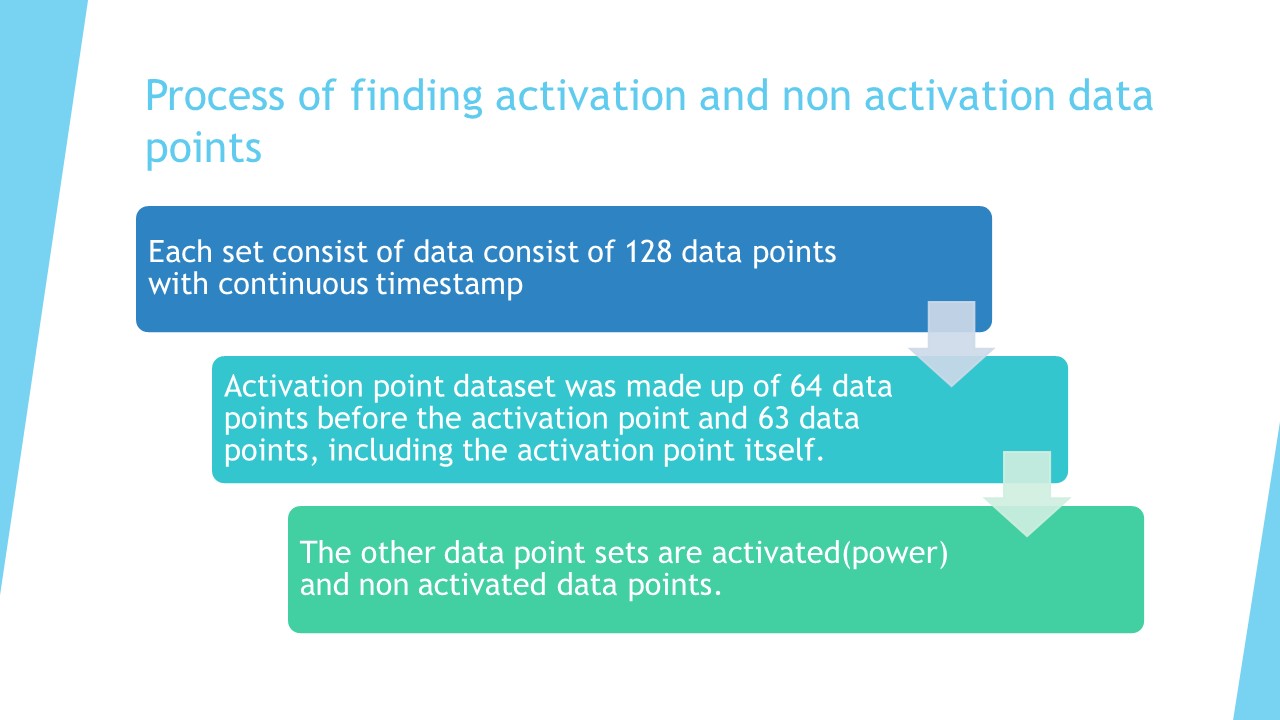 Process of finding activation and non activation data
points
Each set consist of data consist of 128 data points
with continuous timestamp
Activation point dataset was made up of 64 data
points before the activation point and 63 data
points, including the activation point itself.
The other data point sets are activated(power)
and non activated data points.